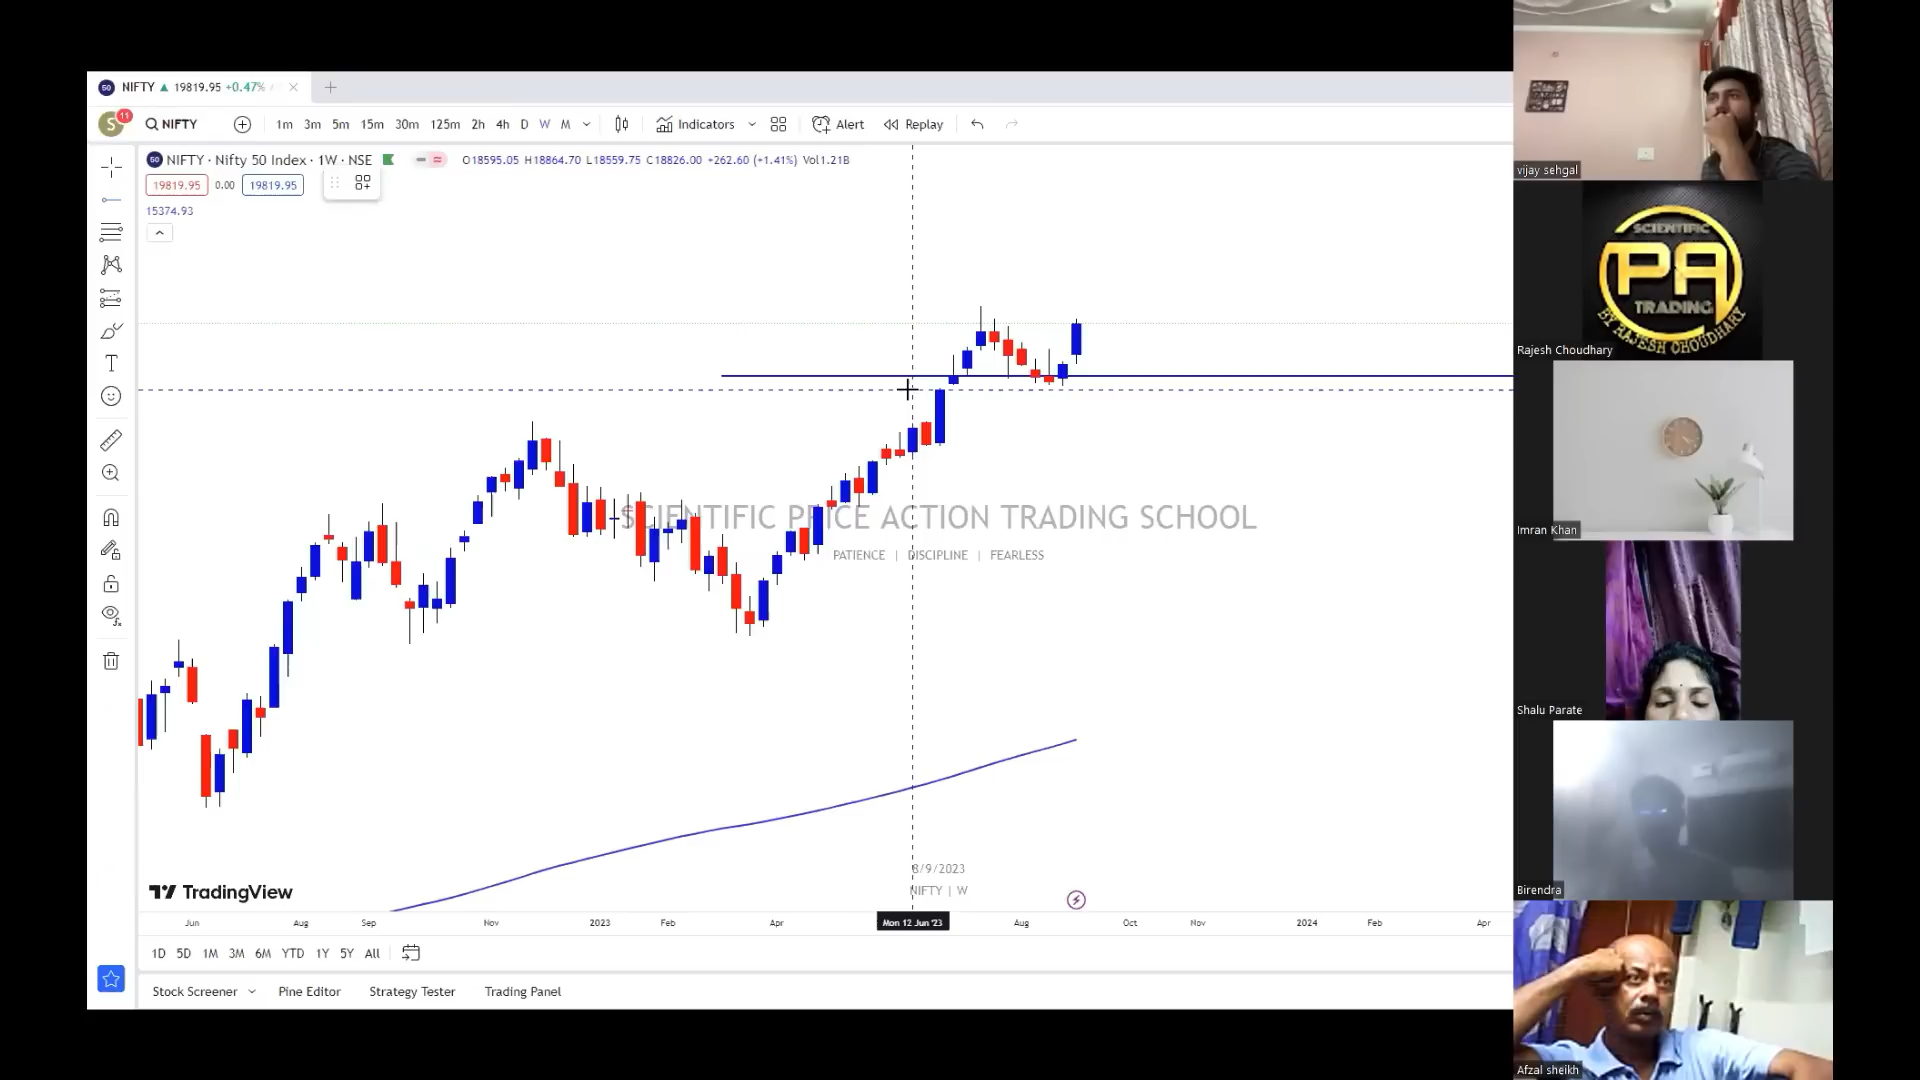 NIFTY ▲ 19819.95 +0.47%
S 11 NIFTY 1m 3m 5m 15m 30m 125m 2h 4h D W M Indicators Alert Replay
50 NIFTY · Nifty 50 Index · 1W · NSE O18595.05 H18864.70 L18559.75 C18826.00 +262.60 (+1.41%) Vol1.21B
19819.95 0.00 19819.95
15374.93
SCIENTIFIC PRICE ACTION TRADING SCHOOL
PATIENCE | DISCIPLINE | FEARLESS
8/9/2023
NIFTY | W
TradingView
Jun Aug Sep Nov 2023 Feb Apr Mon 12 Jun '23 Aug Oct Nov 2024 Feb Apr
1D 5D 1M 3M 6M YTD 1Y 5Y All
Stock Screener Pine Editor Strategy Tester Trading Panel
vijay sehgal
SCIENTIFIC
PA
TRADING
BY RAJESH CHOUDHARY
Rajesh Choudhary
Imran Khan
Shalu Parate
Birendra
Afzal sheikh